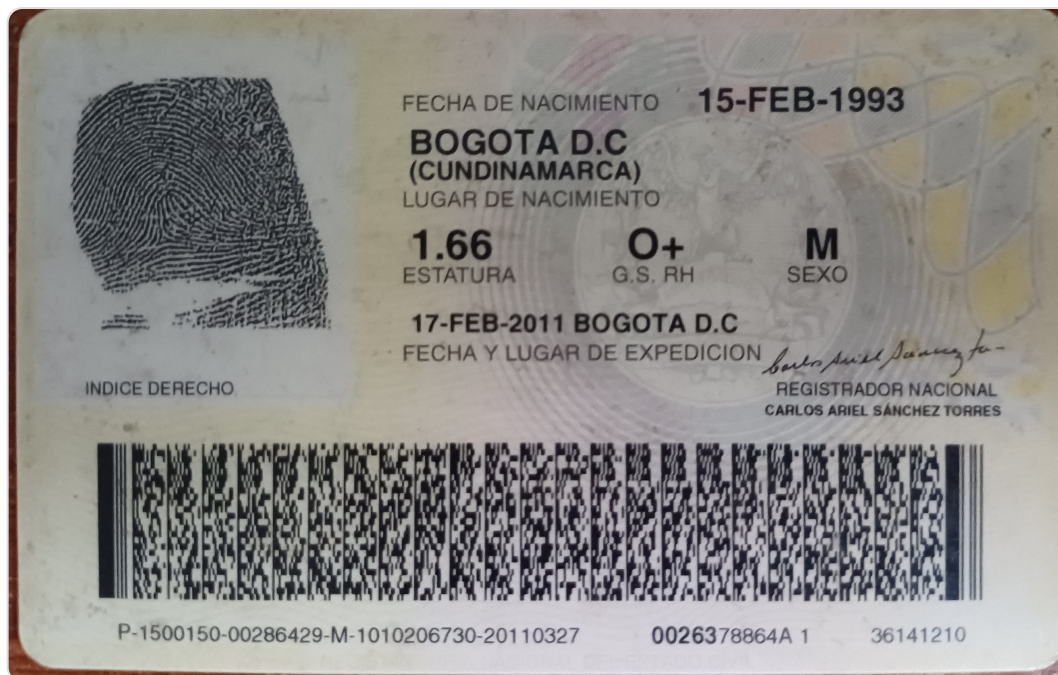 FECHA DE NACIMIENTO 15-FEB-1993
BOGOTA D.C
(CUNDINAMARCA)
LUGAR DE NACIMIENTO
1.66 O+ M
ESTATURA G.S. RH SEXO
17-FEB-2011 BOGOTA D.C
FECHA Y LUGAR DE EXPEDICION
INDICE DERECHO
REGISTRADOR NACIONAL
CARLOS ARIEL SÁNCHEZ TORRES
P-1500150-00286429-M-1010206730-20110327 0026378864A 1 36141210